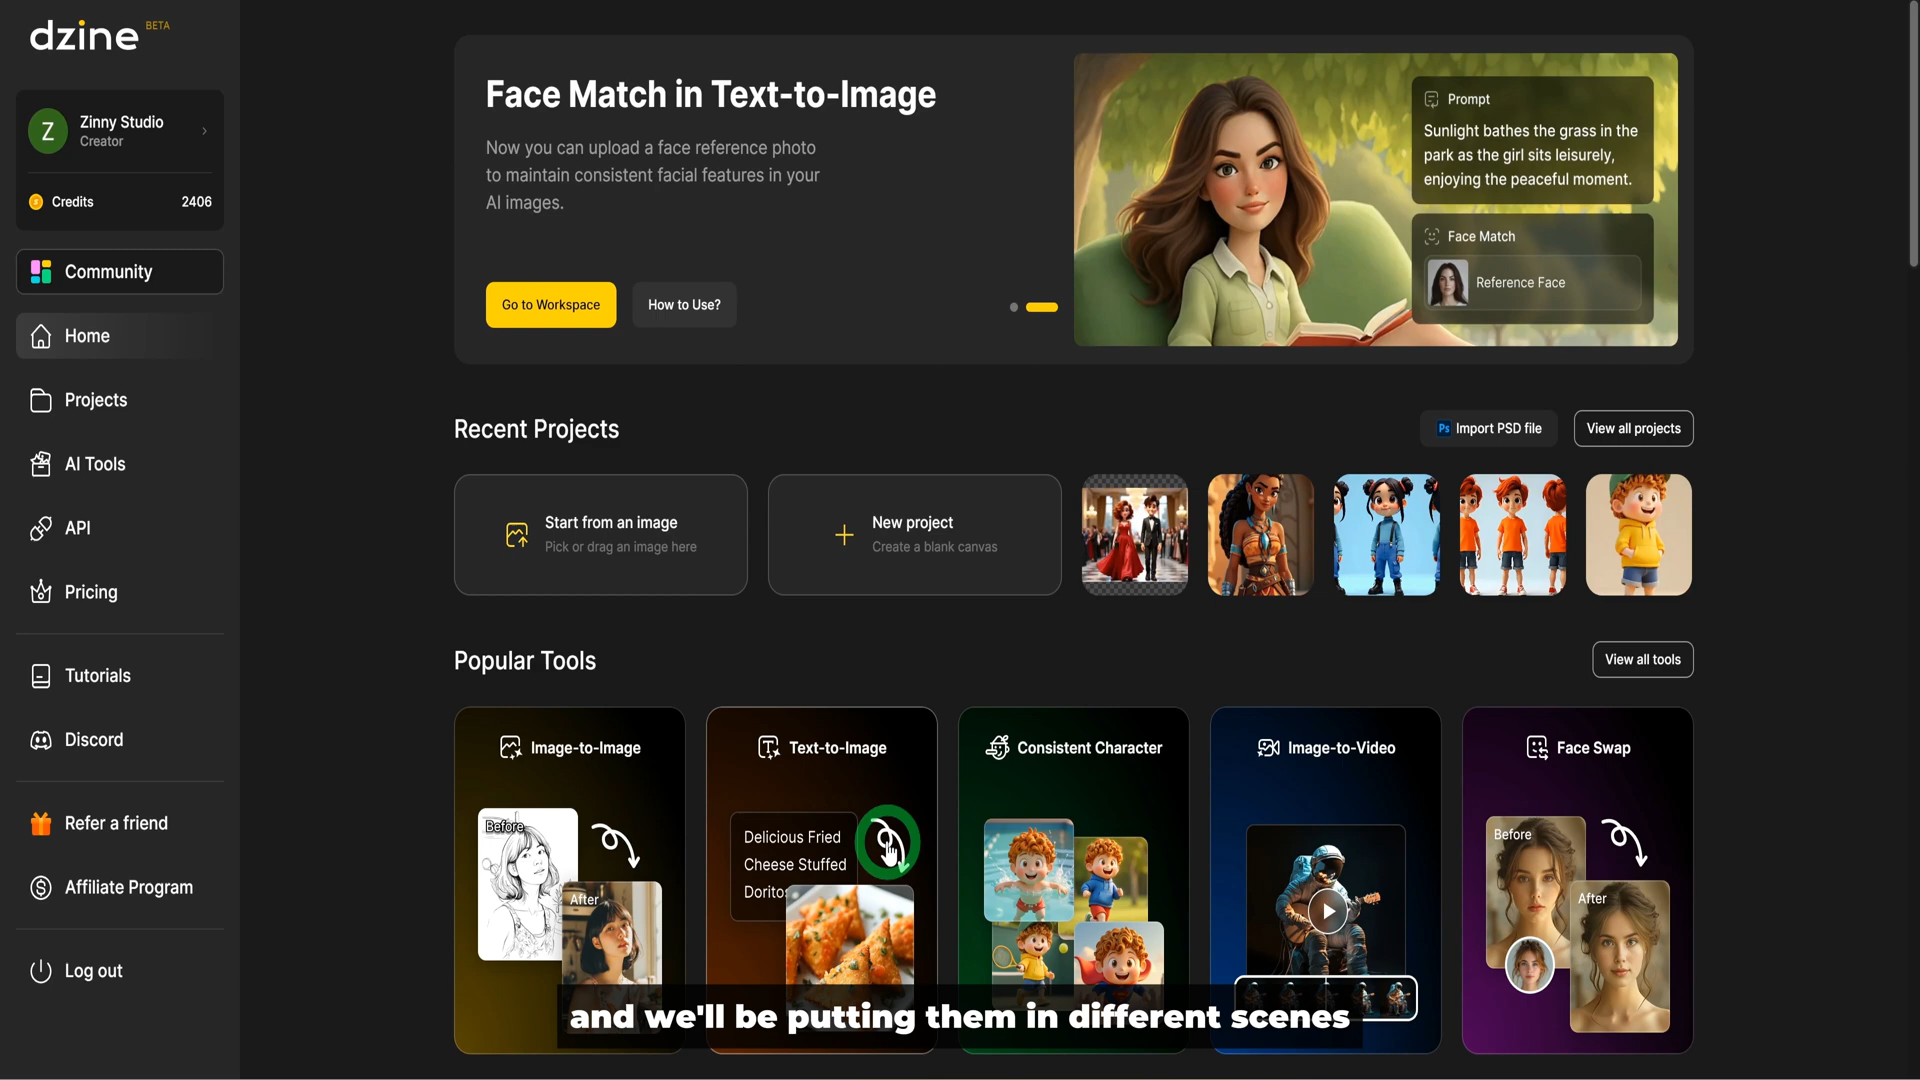 dzine BETA
Z
Zinny Studio
Creator
Credits 2406
Community
Home
Projects
AI Tools
API
Pricing
Tutorials
Discord
Refer a friend
Affiliate Program
Log out
Face Match in Text-to-Image
Now you can upload a face reference photo
to maintain consistent facial features in your
AI images.
Go to Workspace
How to Use?
Prompt
Sunlight bathes the grass in the
park as the girl sits leisurely,
enjoying the peaceful moment.
Face Match
Reference Face
Recent Projects
Ps Import PSD file
View all projects
Start from an image
Pick or drag an image here
New project
Create a blank canvas
Popular Tools
View all tools
Image-to-Image
Before
After
Text-to-Image
Delicious Fried
Cheese Stuffed
Doritos
Consistent Character
Image-to-Video
Face Swap
Before
After
and we'll be putting them in different scenes